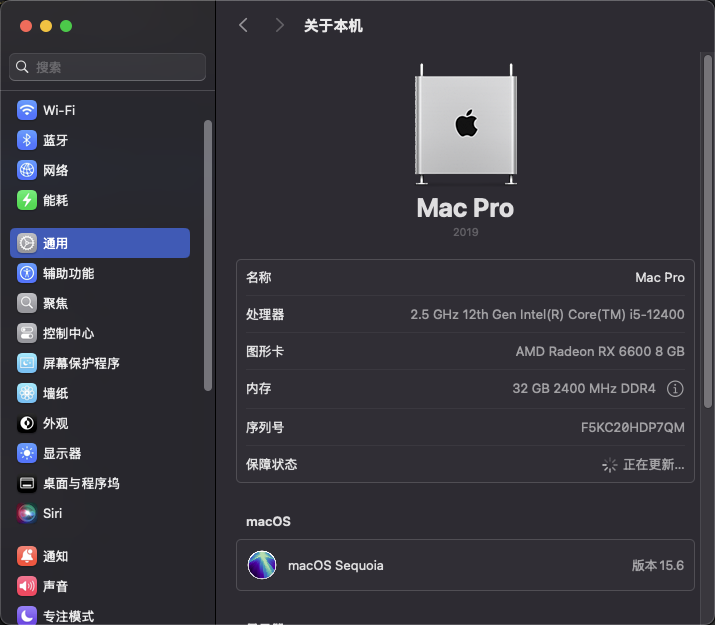 关于本机
搜索
Wi-Fi
蓝牙
网络
能耗
通用
辅助功能
聚焦
控制中心
屏幕保护程序
墙纸
外观
显示器
桌面与程序坞
Siri
通知
声音
专注模式
Mac Pro
2019
名称 Mac Pro
处理器 2.5 GHz 12th Gen Intel(R) Core(TM) i5-12400
图形卡 AMD Radeon RX 6600 8 GB
内存 32 GB 2400 MHz DDR4
序列号 F5KC20HDP7QM
保障状态 正在更新...
macOS
macOS Sequoia 版本 15.6